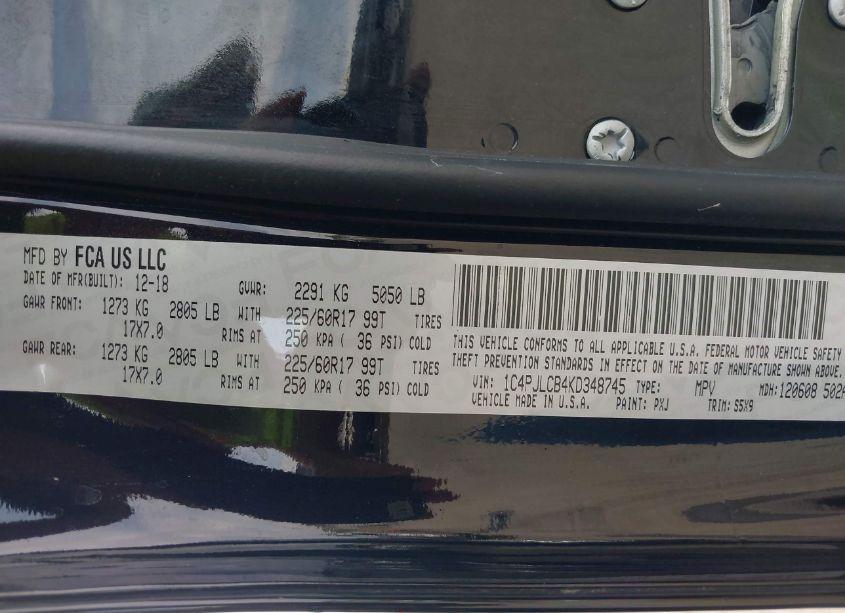 MFD BY FCA US LLC
DATE OF MFR(BUILT): 12-18 GVWR: 2291 KG 5050 LB
GAWR FRONT: 1273 KG 2805 LB WITH 225/60R17 99T TIRES
17X7.0 RIMS AT 250 KPA ( 36 PSI) COLD
GAWR REAR: 1273 KG 2805 LB WITH 225/60R17 99T TIRES
17X7.0 RIMS AT 250 KPA ( 36 PSI) COLD
THIS VEHICLE CONFORMS TO ALL APPLICABLE U.S.A. FEDERAL MOTOR VEHICLE SAFETY
THEFT PREVENTION STANDARDS IN EFFECT ON THE DATE OF MANUFACTURE SHOWN ABOVE.
VIN: 1C4PJLCB4KD348745 TYPE: MPV MDH: 120608 502A
VEHICLE MADE IN U.S.A. PAINT: PXJ TRIM: S5X9